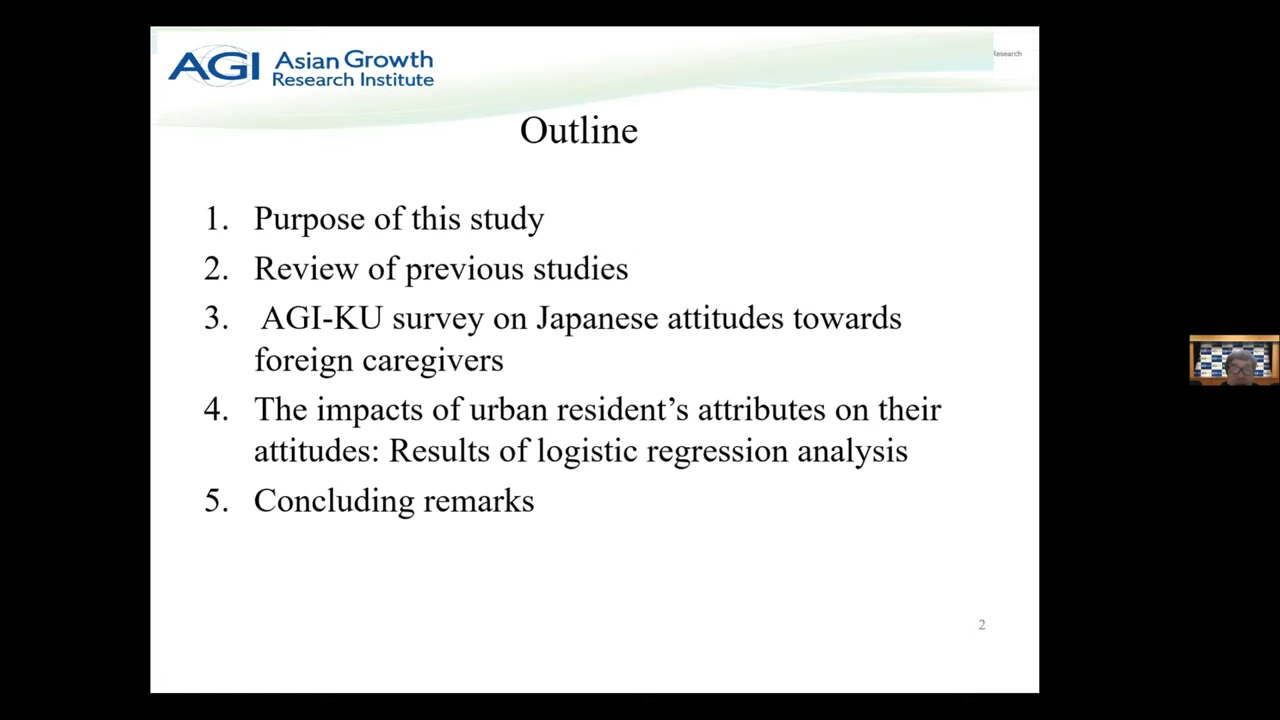 AGI Asian Growth
Research Institute
Research
Outline
1. Purpose of this study
2. Review of previous studies
3. AGI-KU survey on Japanese attitudes towards
foreign caregivers
4. The impacts of urban resident’s attributes on their
attitudes: Results of logistic regression analysis
5. Concluding remarks
2